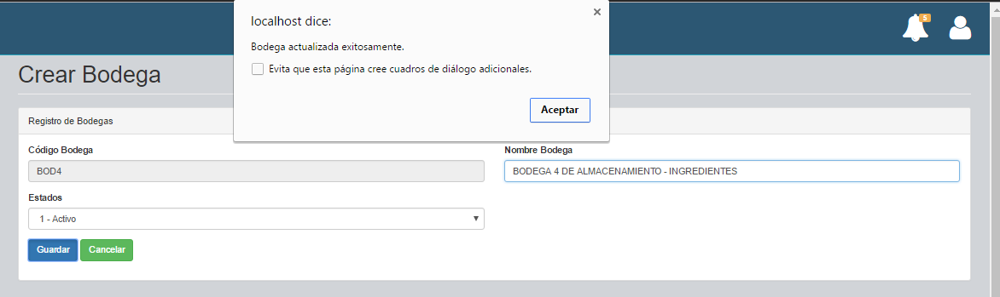 localhost dice:
Bodega actualizada exitosamente.
Evita que esta página cree cuadros de diálogo adicionales.
Aceptar
5
Crear Bodega
Registro de Bodegas
Código Bodega
Nombre Bodega
BOD4
BODEGA 4 DE ALMACENAMIENTO - INGREDIENTES
Estados
1 - Activo
Guardar
Cancelar